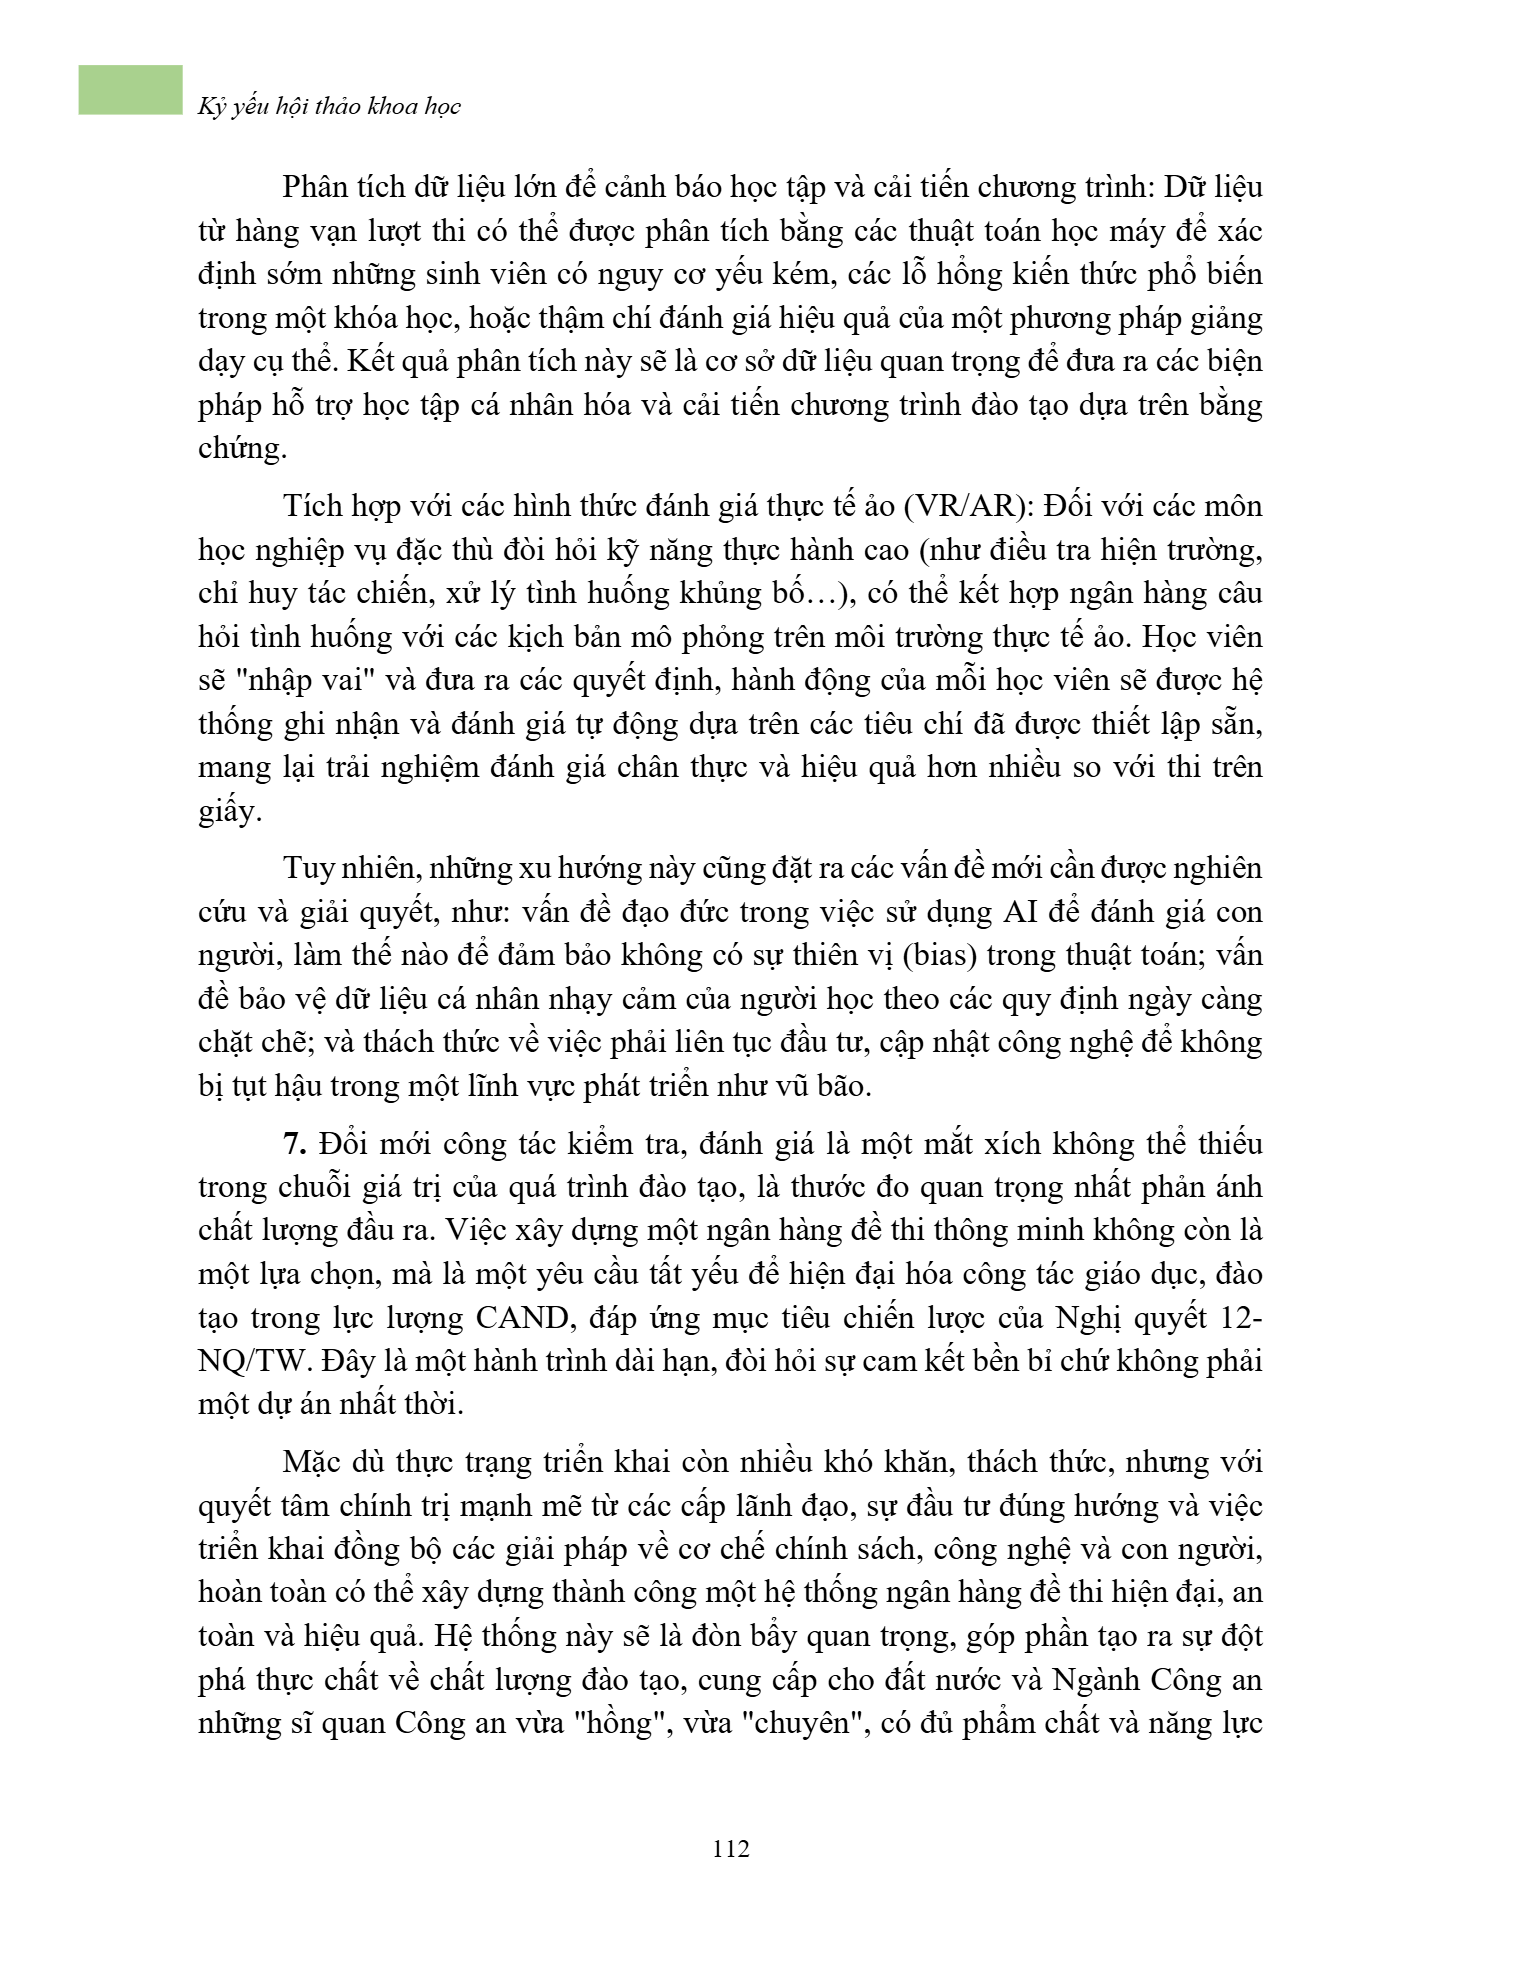 Kỷ yếu hội thảo khoa học
Phân tích dữ liệu lớn để cảnh báo học tập và cải tiến chương trình: Dữ liệu
từ hàng vạn lượt thi có thể được phân tích bằng các thuật toán học máy để xác
định sớm những sinh viên có nguy cơ yếu kém, các lỗ hổng kiến thức phổ biến
trong một khóa học, hoặc thậm chí đánh giá hiệu quả của một phương pháp giảng
dạy cụ thể. Kết quả phân tích này sẽ là cơ sở dữ liệu quan trọng để đưa ra các biện
pháp hỗ trợ học tập cá nhân hóa và cải tiến chương trình đào tạo dựa trên bằng
chứng.
Tích hợp với các hình thức đánh giá thực tế ảo (VR/AR): Đối với các môn
học nghiệp vụ đặc thù đòi hỏi kỹ năng thực hành cao (như điều tra hiện trường,
chỉ huy tác chiến, xử lý tình huống khủng bố…), có thể kết hợp ngân hàng câu
hỏi tình huống với các kịch bản mô phỏng trên môi trường thực tế ảo. Học viên
sẽ "nhập vai" và đưa ra các quyết định, hành động của mỗi học viên sẽ được hệ
thống ghi nhận và đánh giá tự động dựa trên các tiêu chí đã được thiết lập sẵn,
mang lại trải nghiệm đánh giá chân thực và hiệu quả hơn nhiều so với thi trên
giấy.
Tuy nhiên, những xu hướng này cũng đặt ra các vấn đề mới cần được nghiên
cứu và giải quyết, như: vấn đề đạo đức trong việc sử dụng AI để đánh giá con
người, làm thế nào để đảm bảo không có sự thiên vị (bias) trong thuật toán; vấn
đề bảo vệ dữ liệu cá nhân nhạy cảm của người học theo các quy định ngày càng
chặt chẽ; và thách thức về việc phải liên tục đầu tư, cập nhật công nghệ để không
bị tụt hậu trong một lĩnh vực phát triển như vũ bão.
7. Đổi mới công tác kiểm tra, đánh giá là một mắt xích không thể thiếu
trong chuỗi giá trị của quá trình đào tạo, là thước đo quan trọng nhất phản ánh
chất lượng đầu ra. Việc xây dựng một ngân hàng đề thi thông minh không còn là
một lựa chọn, mà là một yêu cầu tất yếu để hiện đại hóa công tác giáo dục, đào
tạo trong lực lượng CAND, đáp ứng mục tiêu chiến lược của Nghị quyết 12-
NQ/TW. Đây là một hành trình dài hạn, đòi hỏi sự cam kết bền bỉ chứ không phải
một dự án nhất thời.
Mặc dù thực trạng triển khai còn nhiều khó khăn, thách thức, nhưng với
quyết tâm chính trị mạnh mẽ từ các cấp lãnh đạo, sự đầu tư đúng hướng và việc
triển khai đồng bộ các giải pháp về cơ chế chính sách, công nghệ và con người,
hoàn toàn có thể xây dựng thành công một hệ thống ngân hàng đề thi hiện đại, an
toàn và hiệu quả. Hệ thống này sẽ là đòn bẩy quan trọng, góp phần tạo ra sự đột
phá thực chất về chất lượng đào tạo, cung cấp cho đất nước và Ngành Công an
những sĩ quan Công an vừa "hồng", vừa "chuyên", có đủ phẩm chất và năng lực
112